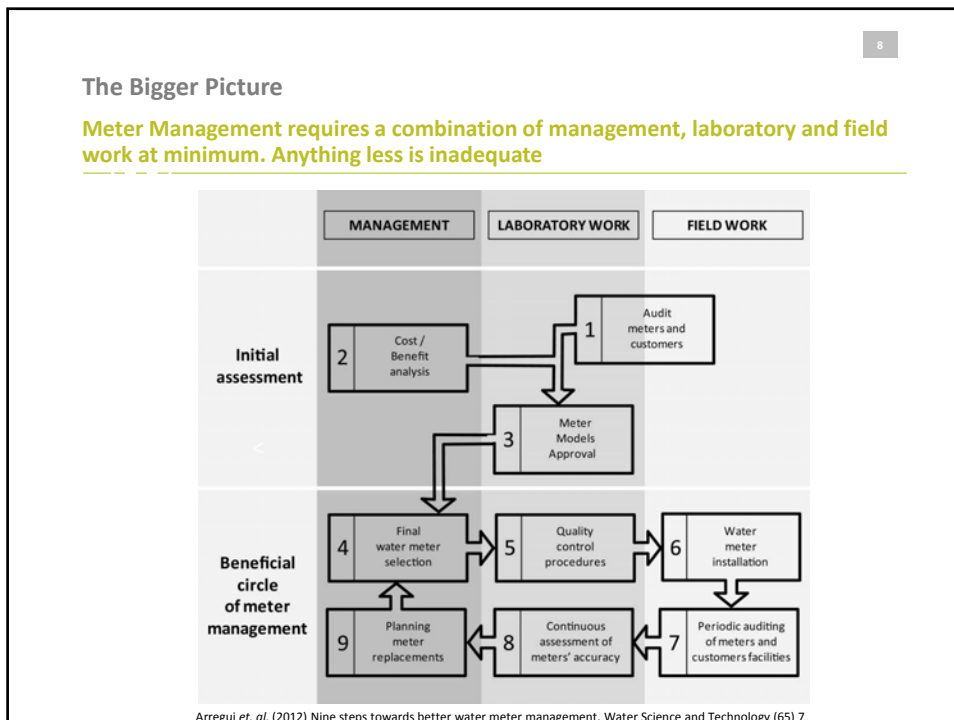 8
The Bigger Picture
Meter Management requires a combination of management, laboratory and field
work at minimum. Anything less is inadequate
MANAGEMENT
LABORATORY WORK
FIELD WORK
Initial
assessment
1
Audit
meters and
customers
2
Cost /
Benefit
analysis
3
Meter
Models
Approval
<
Beneficial
circle
of meter
management
4
Final
water meter
selection
5
Quality
control
procedures
6
Water
meter
installation
9
Planning
meter
replacements
8
Continuous
assessment of
meters' accuracy
7
Periodic auditing
of meters and
customers facilities
Arregui et. al. (2012) Nine steps towards better water meter management. Water Science and Technology (65) 7